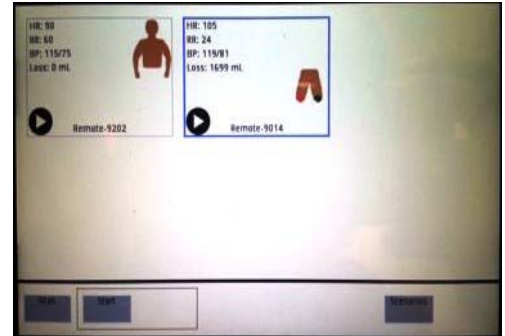 HR: 90
RR: 60
BP: 115/75
Loss: 0 mL
Remote-9202
HR: 105
RR: 24
BP: 119/81
Loss: 1699 mL
Remote-9014
Start
Scenarios